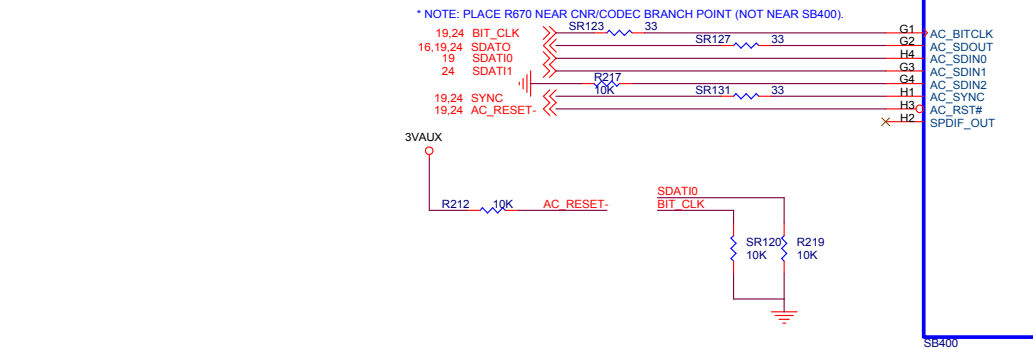 * NOTE: PLACE R670 NEAR CNR/CODEC BRANCH POINT (NOT NEAR SB400).
19,24 BIT_CLK SR123 33 G1 AC_BITCLK
16,19,24 SDATO SR127 33 G2 AC_SDOUT
19 SDATI0 H4 AC_SDIN0
24 SDATI1 G3 AC_SDIN1
R217 10K G4 AC_SDIN2
19,24 SYNC SR131 33 H1 AC_SYNC
19,24 AC_RESET- H3 AC_RST#
H2 SPDIF_OUT
3VAUX
R212 10K AC_RESET-
SDATI0
BIT_CLK
SR120 R219
10K 10K
SB400